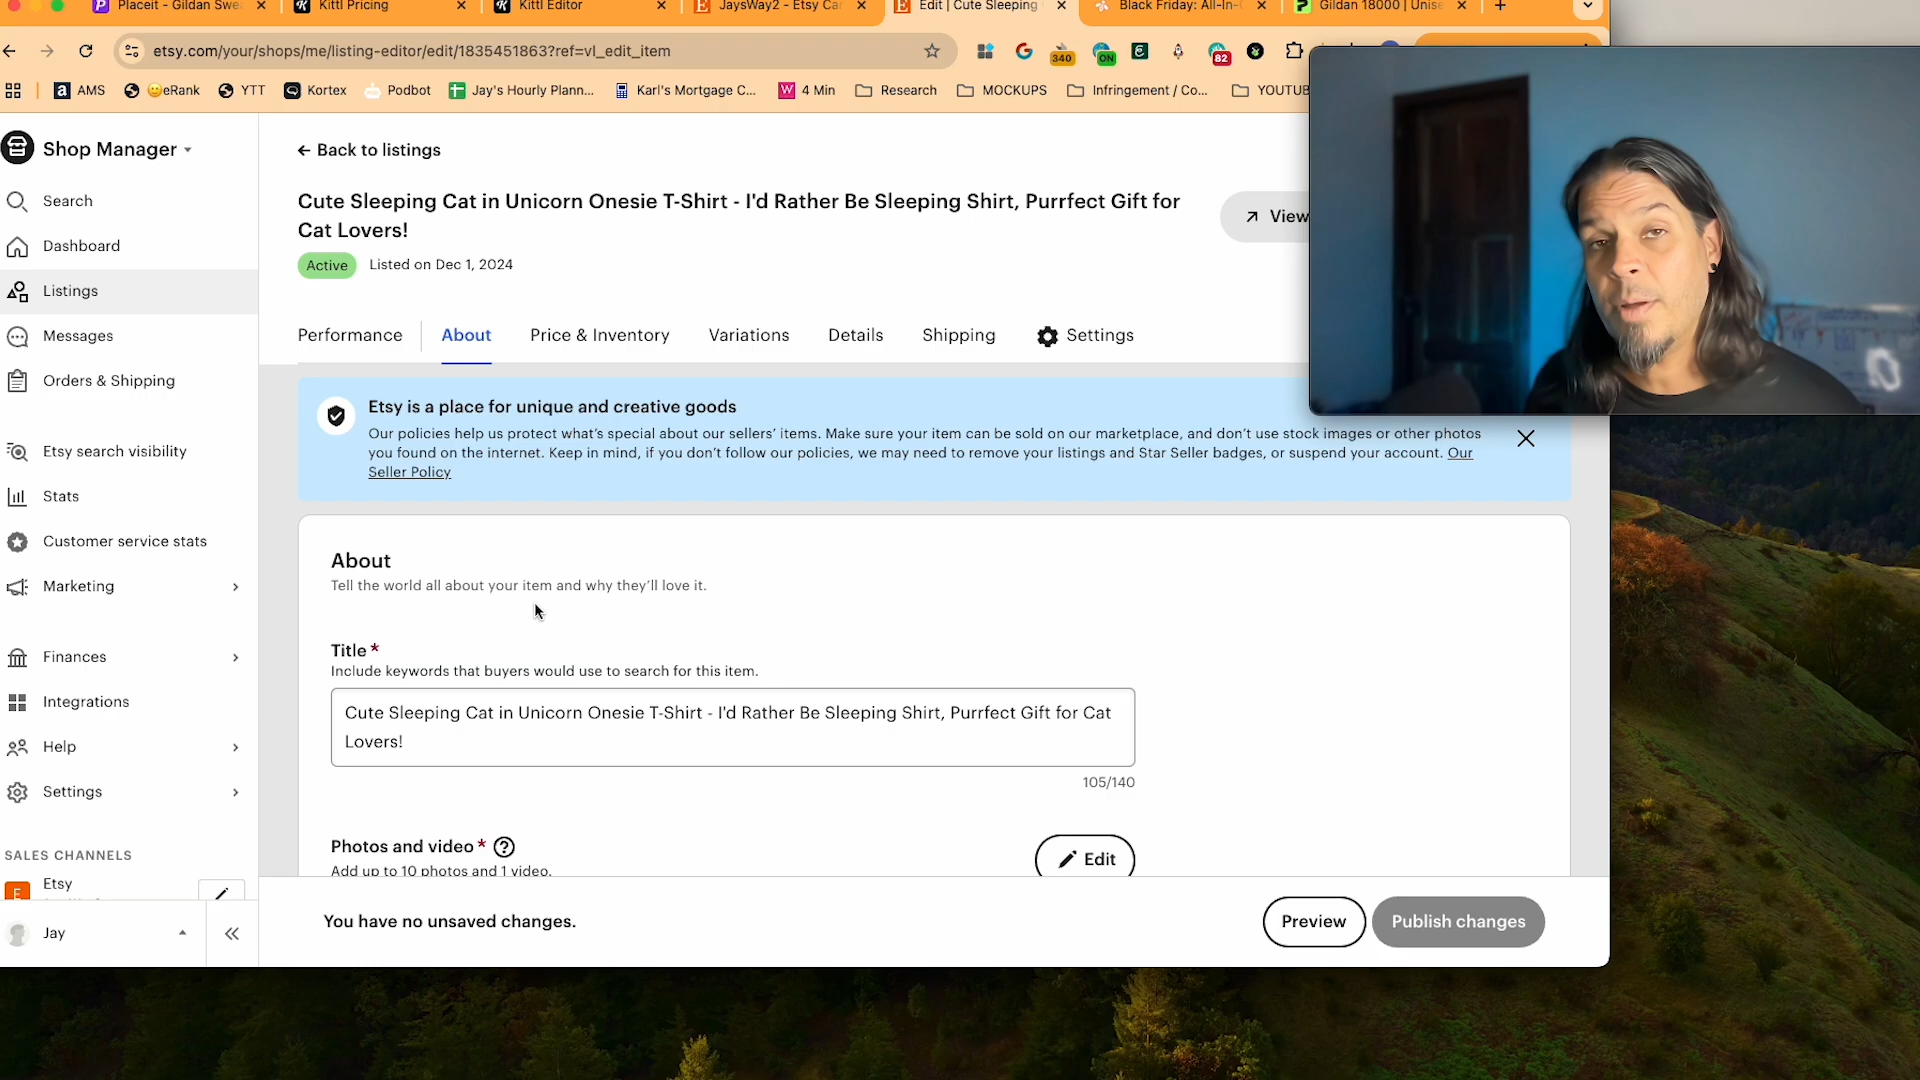 Placeit - Gildan Swea
Kittl Pricing
Kittl Editor
JaysWay2 - Etsy Car
Edit | Cute Sleeping
Black Friday: All-In-
Gildan 18000 | Unise
etsy.com/your/shops/me/listing-editor/edit/1835451863?ref=vl_edit_item
340
ON
82
AMS
eRank
YTT
Kortex
Podbot
Jay's Hourly Plann...
Karl's Mortgage C...
4 Min
Research
MOCKUPS
Infringement / Co...
YOUTUB
Shop Manager
Search
Dashboard
Listings
Messages
Orders & Shipping
Etsy search visibility
Stats
Customer service stats
Marketing
Finances
Integrations
Help
Settings
SALES CHANNELS
E
Etsy
Jay
Back to listings
Cute Sleeping Cat in Unicorn Onesie T-Shirt - I'd Rather Be Sleeping Shirt, Purrfect Gift for
Cat Lovers!
View
Active
Listed on Dec 1, 2024
Performance
About
Price & Inventory
Variations
Details
Shipping
Settings
Etsy is a place for unique and creative goods
Our policies help us protect what's special about our sellers' items. Make sure your item can be sold on our marketplace, and don't use stock images or other photos
you found on the internet. Keep in mind, if you don't follow our policies, we may need to remove your listings and Star Seller badges, or suspend your account. Our
Seller Policy
About
Tell the world all about your item and why they'll love it.
Title *
Include keywords that buyers would use to search for this item.
Cute Sleeping Cat in Unicorn Onesie T-Shirt - I'd Rather Be Sleeping Shirt, Purrfect Gift for Cat
Lovers!
105/140
Photos and video *
Edit
Add up to 10 photos and 1 video.
You have no unsaved changes.
Preview
Publish changes